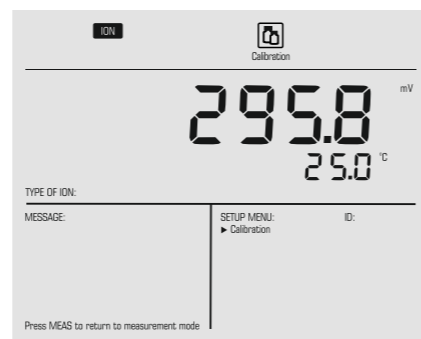 ION
Calibration
295.8 mV
25.0 °C
TYPE OF ION:
MESSAGE:
SETUP MENU: ID:
▶ Calibration
Press MEAS to return to measurement mode